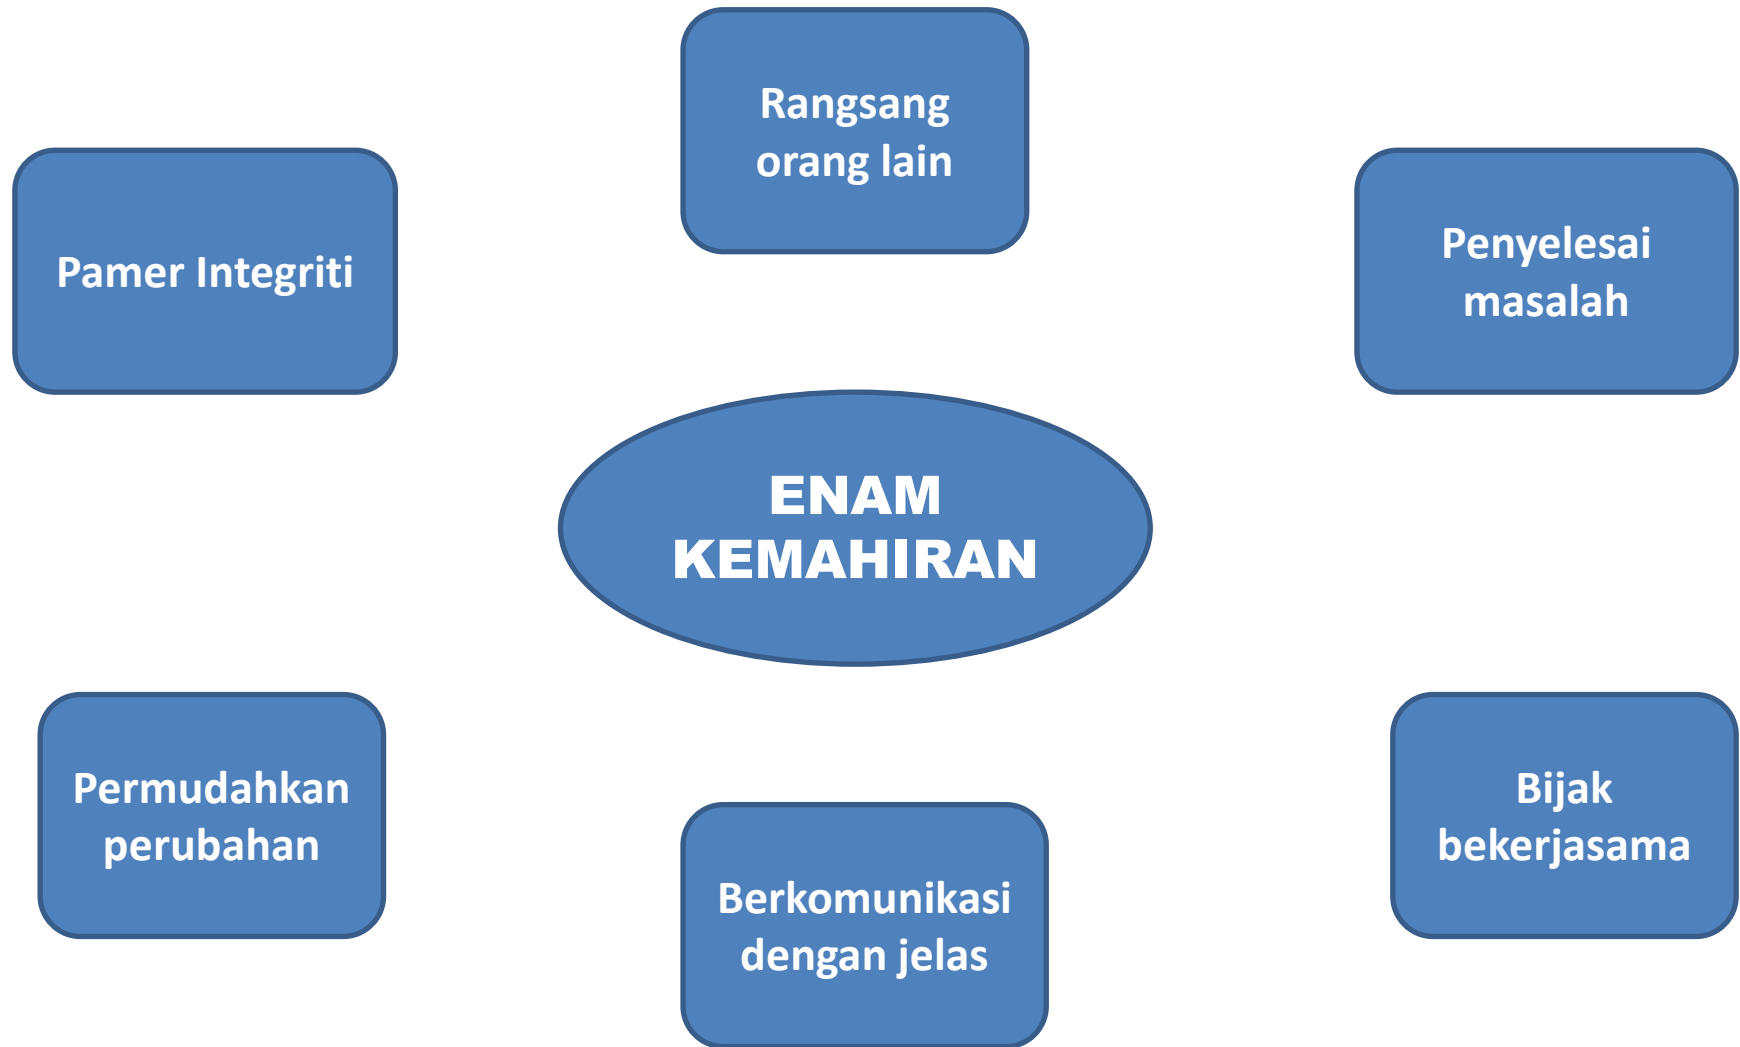 Rangsang
orang lain
Pamer Integriti
Penyelesai
masalah
ENAM
KEMAHIRAN
Permudahkan
perubahan
Bijak
bekerjasama
Berkomunikasi
dengan jelas